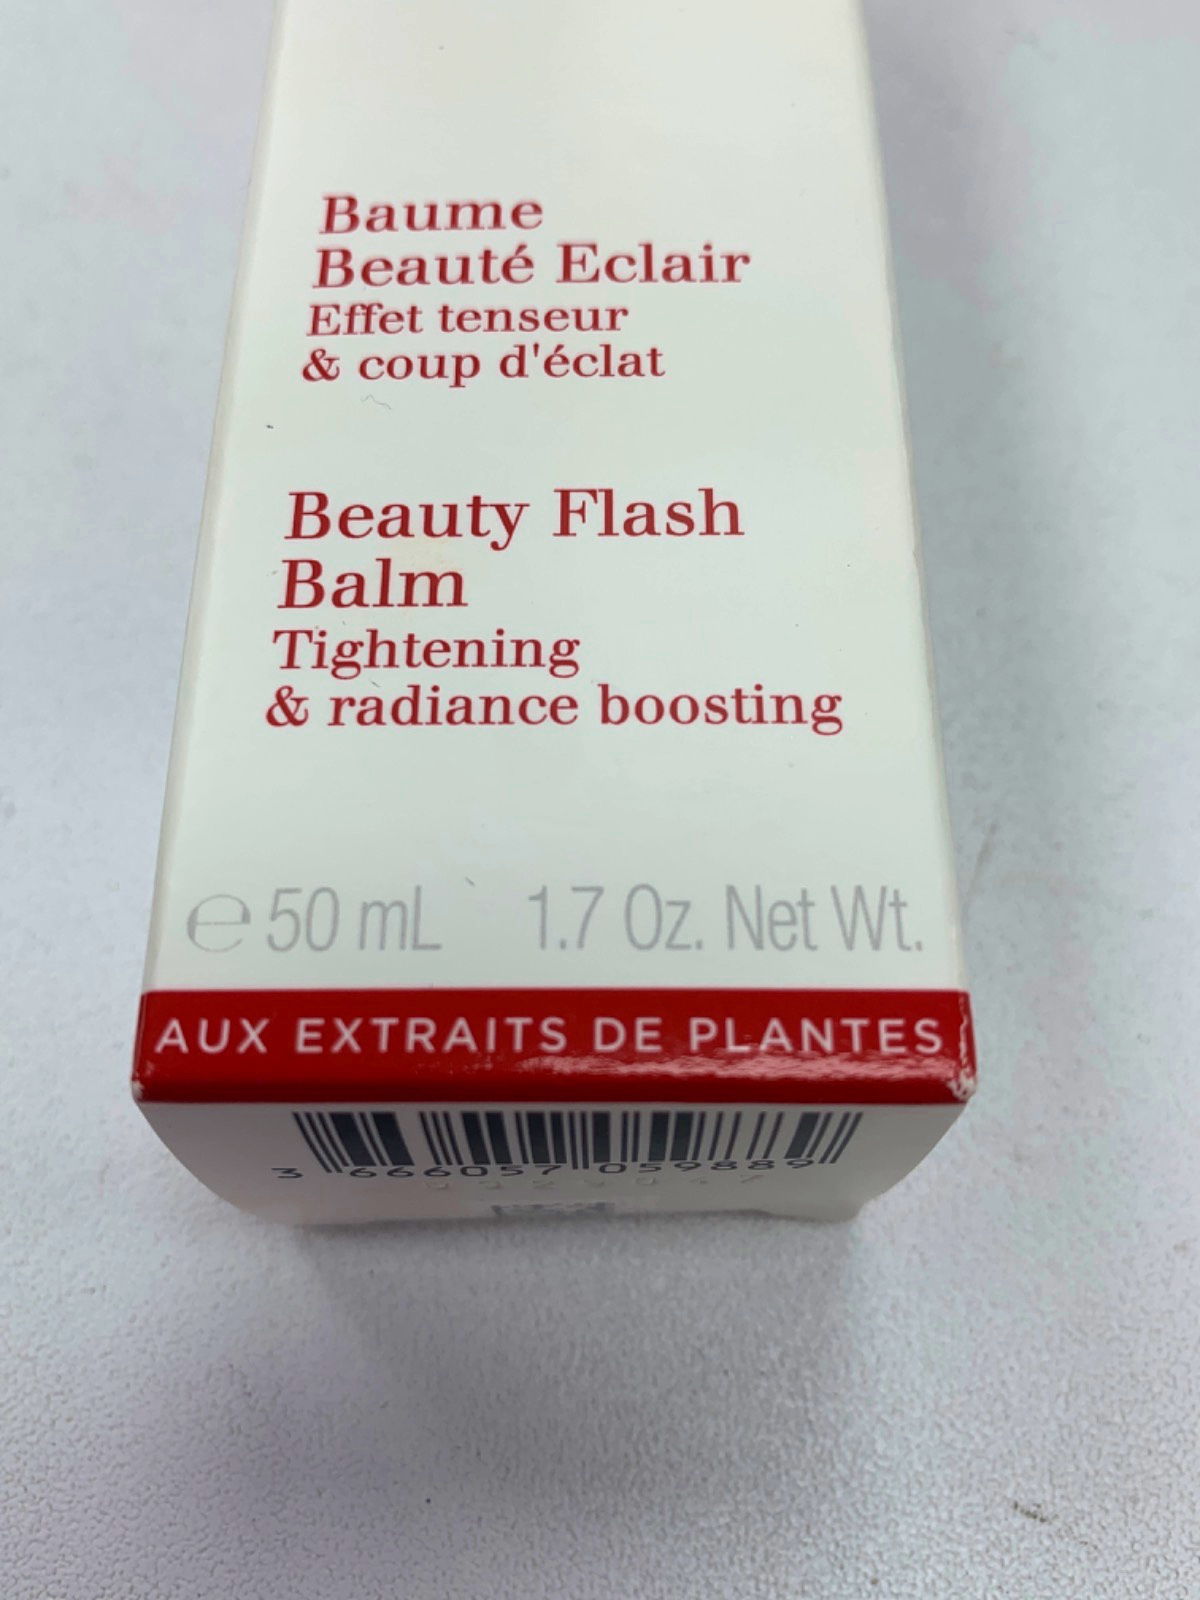 Baume
Beauté Eclair
Effet tenseur
& coup d'éclat
Beauty Flash
Balm
Tightening
& radiance boosting
℮ 50 mL 1.7 Oz. Net Wt.
AUX EXTRAITS DE PLANTES
3 666057 059889